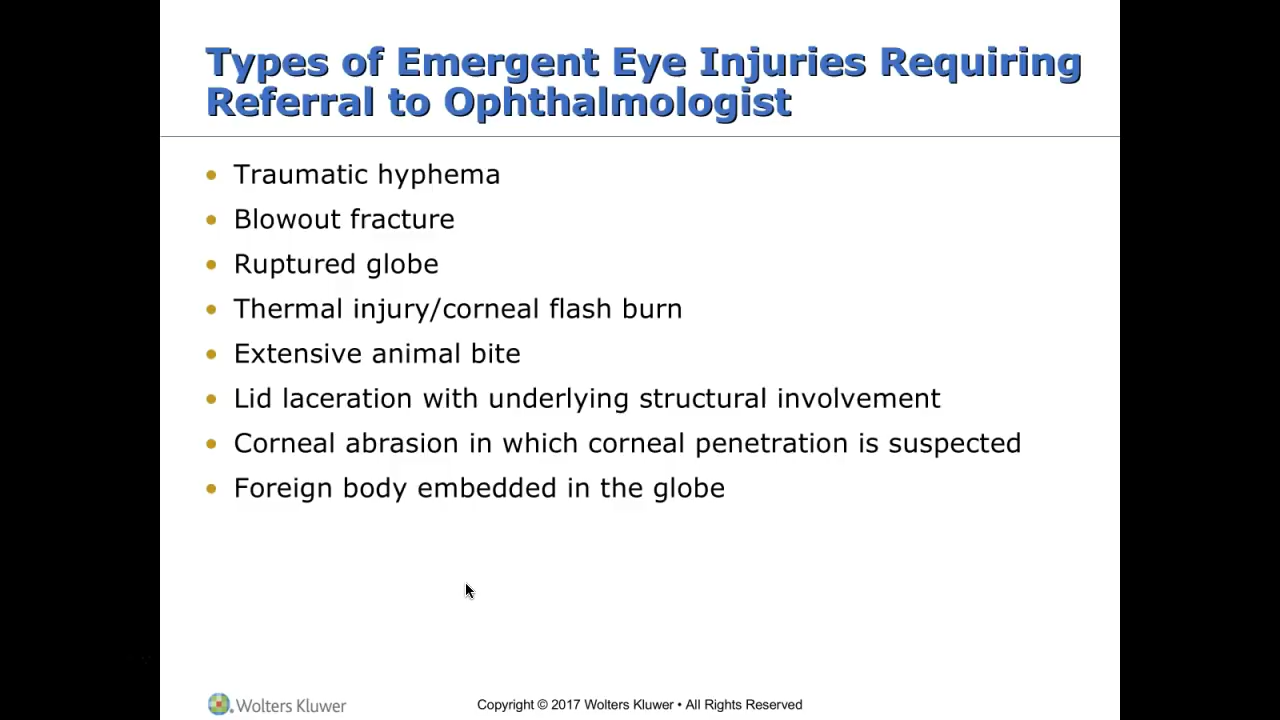 Types of Emergent Eye Injuries Requiring
Referral to Ophthalmologist
• Traumatic hyphema
• Blowout fracture
• Ruptured globe
• Thermal injury/corneal flash burn
• Extensive animal bite
• Lid laceration with underlying structural involvement
• Corneal abrasion in which corneal penetration is suspected
• Foreign body embedded in the globe
Wolters Kluwer
Copyright © 2017 Wolters Kluwer • All Rights Reserved